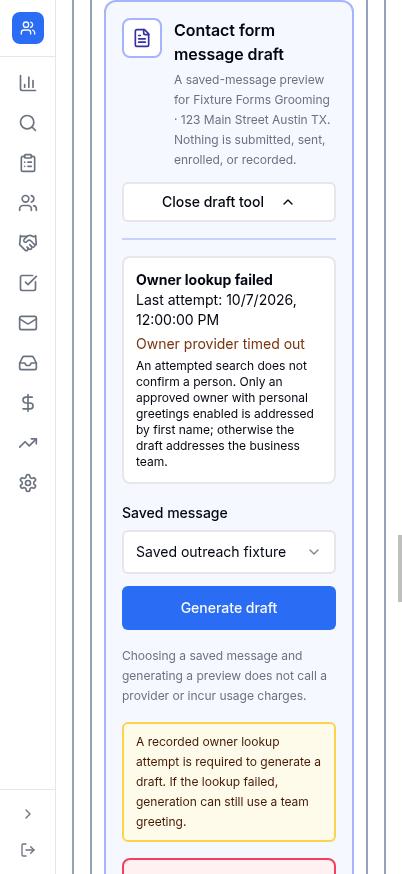 Contact form
message draft
A saved-message preview
for Fixture Forms Grooming
· 123 Main Street Austin TX.
Nothing is submitted, sent,
enrolled, or recorded.
Close draft tool
Owner lookup failed
Last attempt: 10/7/2026,
12:00:00 PM
Owner provider timed out
An attempted search does not
confirm a person. Only an
approved owner with personal
greetings enabled is addressed
by first name; otherwise the
draft addresses the business
team.
Saved message
Saved outreach fixture
Generate draft
Choosing a saved message and
generating a preview does not call a
provider or incur usage charges.
A recorded owner lookup
attempt is required to generate a
draft. If the lookup failed,
generation can still use a team
greeting.